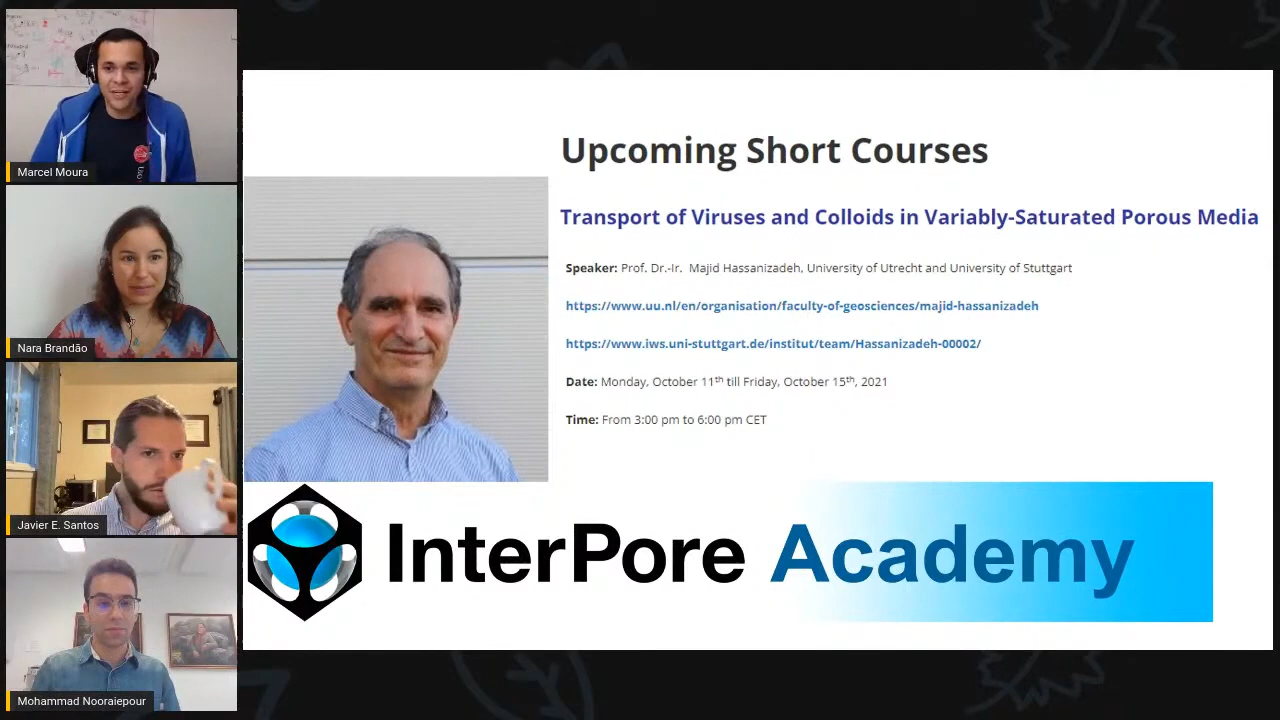 Marcel Moura
Nara Brandão
Javier E. Santos
Mohammad Nooraiepour
Upcoming Short Courses
Transport of Viruses and Colloids in Variably-Saturated Porous Media
Speaker: Prof. Dr.-Ir. Majid Hassanizadeh, University of Utrecht and University of Stuttgart
https://www.uu.nl/en/organisation/faculty-of-geosciences/majid-hassanizadeh
https://www.iws.uni-stuttgart.de/institut/team/Hassanizadeh-00002/
Date: Monday, October 11th till Friday, October 15th, 2021
Time: From 3:00 pm to 6:00 pm CET
InterPore Academy